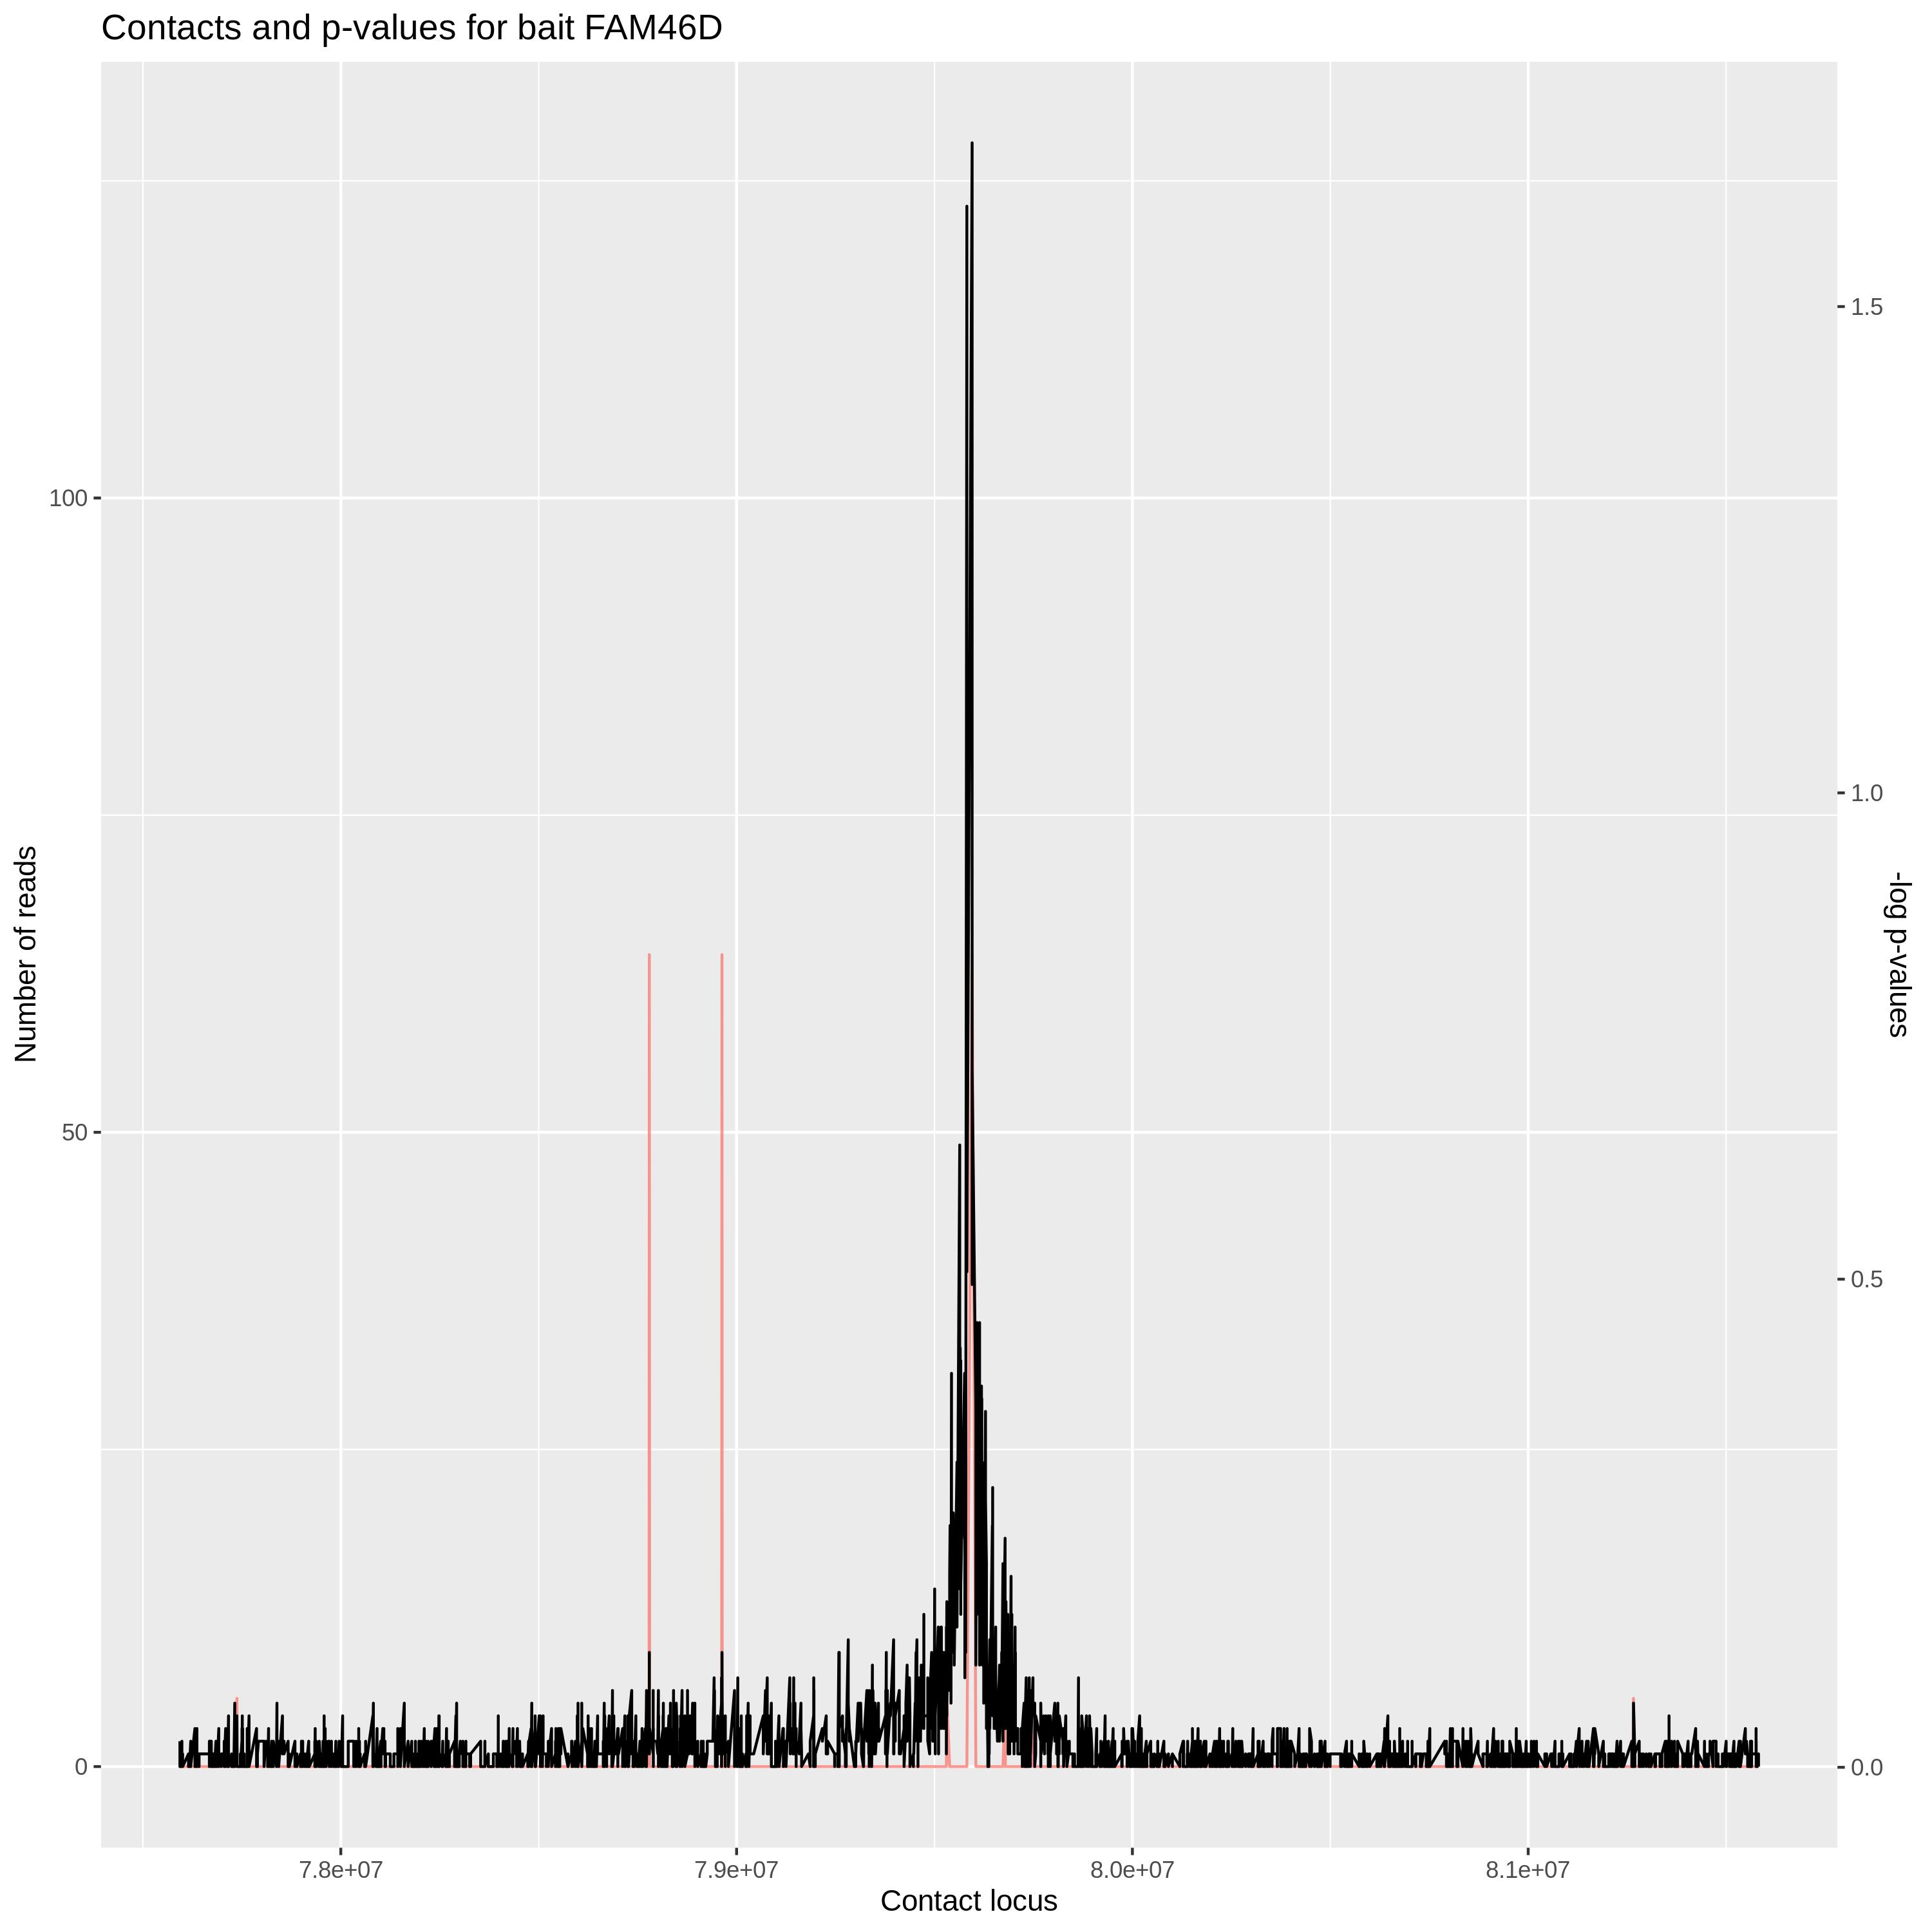 Contacts and p-values for bait FAM46D
Number of reads
100
50
0
1.5
1.0
0.5
0.0
-log p-values
7.8e+07
7.9e+07
8.0e+07
8.1e+07
Contact locus